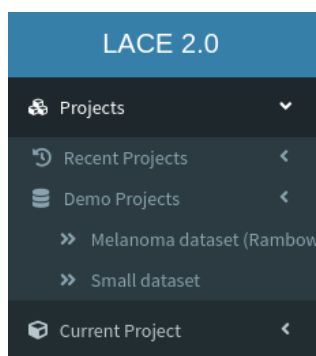 LACE 2.0
Projects
Recent Projects
Demo Projects
Melanoma dataset (Rambow
Small dataset
Current Project